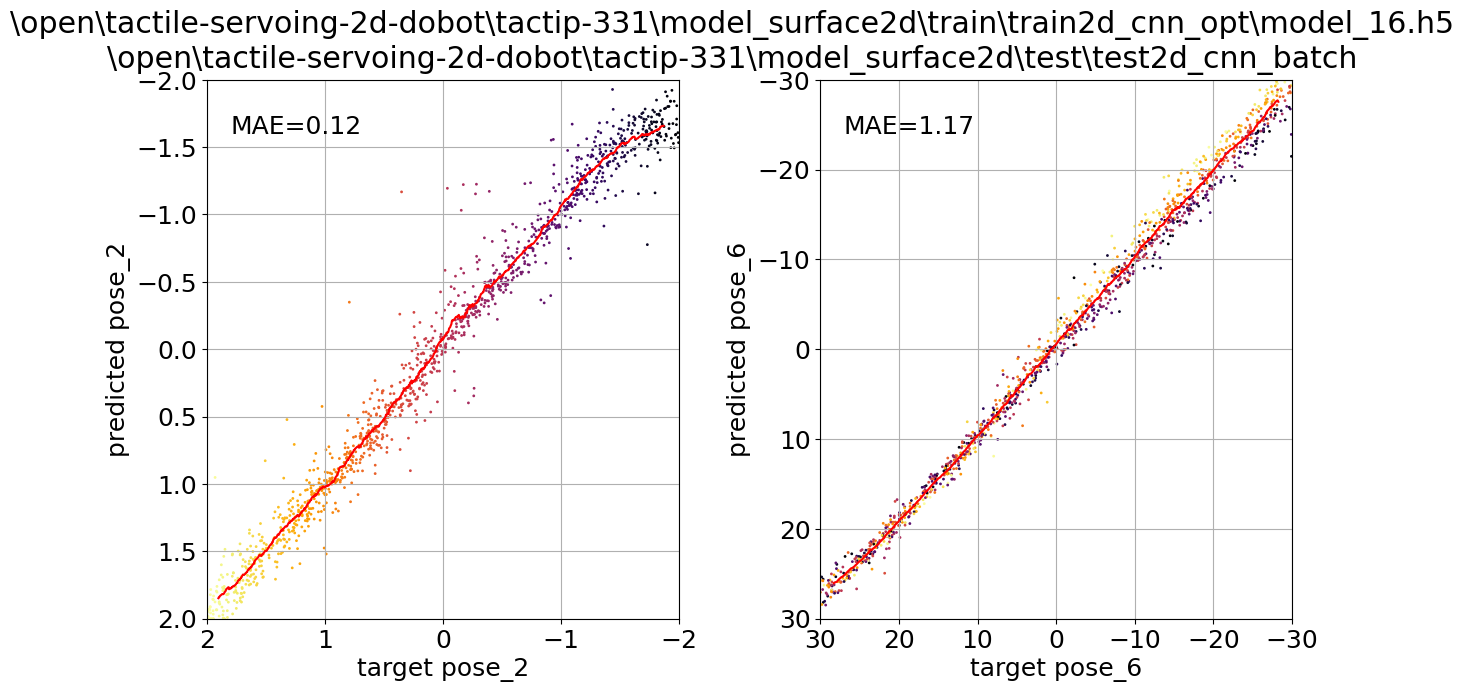 \open\tactile-servoing-2d-dobot\tactip-331\model_surface2d\train\train2d_cnn_opt\model_16.h5
\open\tactile-servoing-2d-dobot\tactip-331\model_surface2d\test\test2d_cnn_batch
MAE=0.12
−2.0
−1.5
−1.0
−0.5
0.0
0.5
1.0
1.5
2.0
predicted pose_2
2 1 0 −1 −2
target pose_2
MAE=1.17
−30
−20
−10
0
10
20
30
predicted pose_6
30 20 10 0 −10 −20 −30
target pose_6